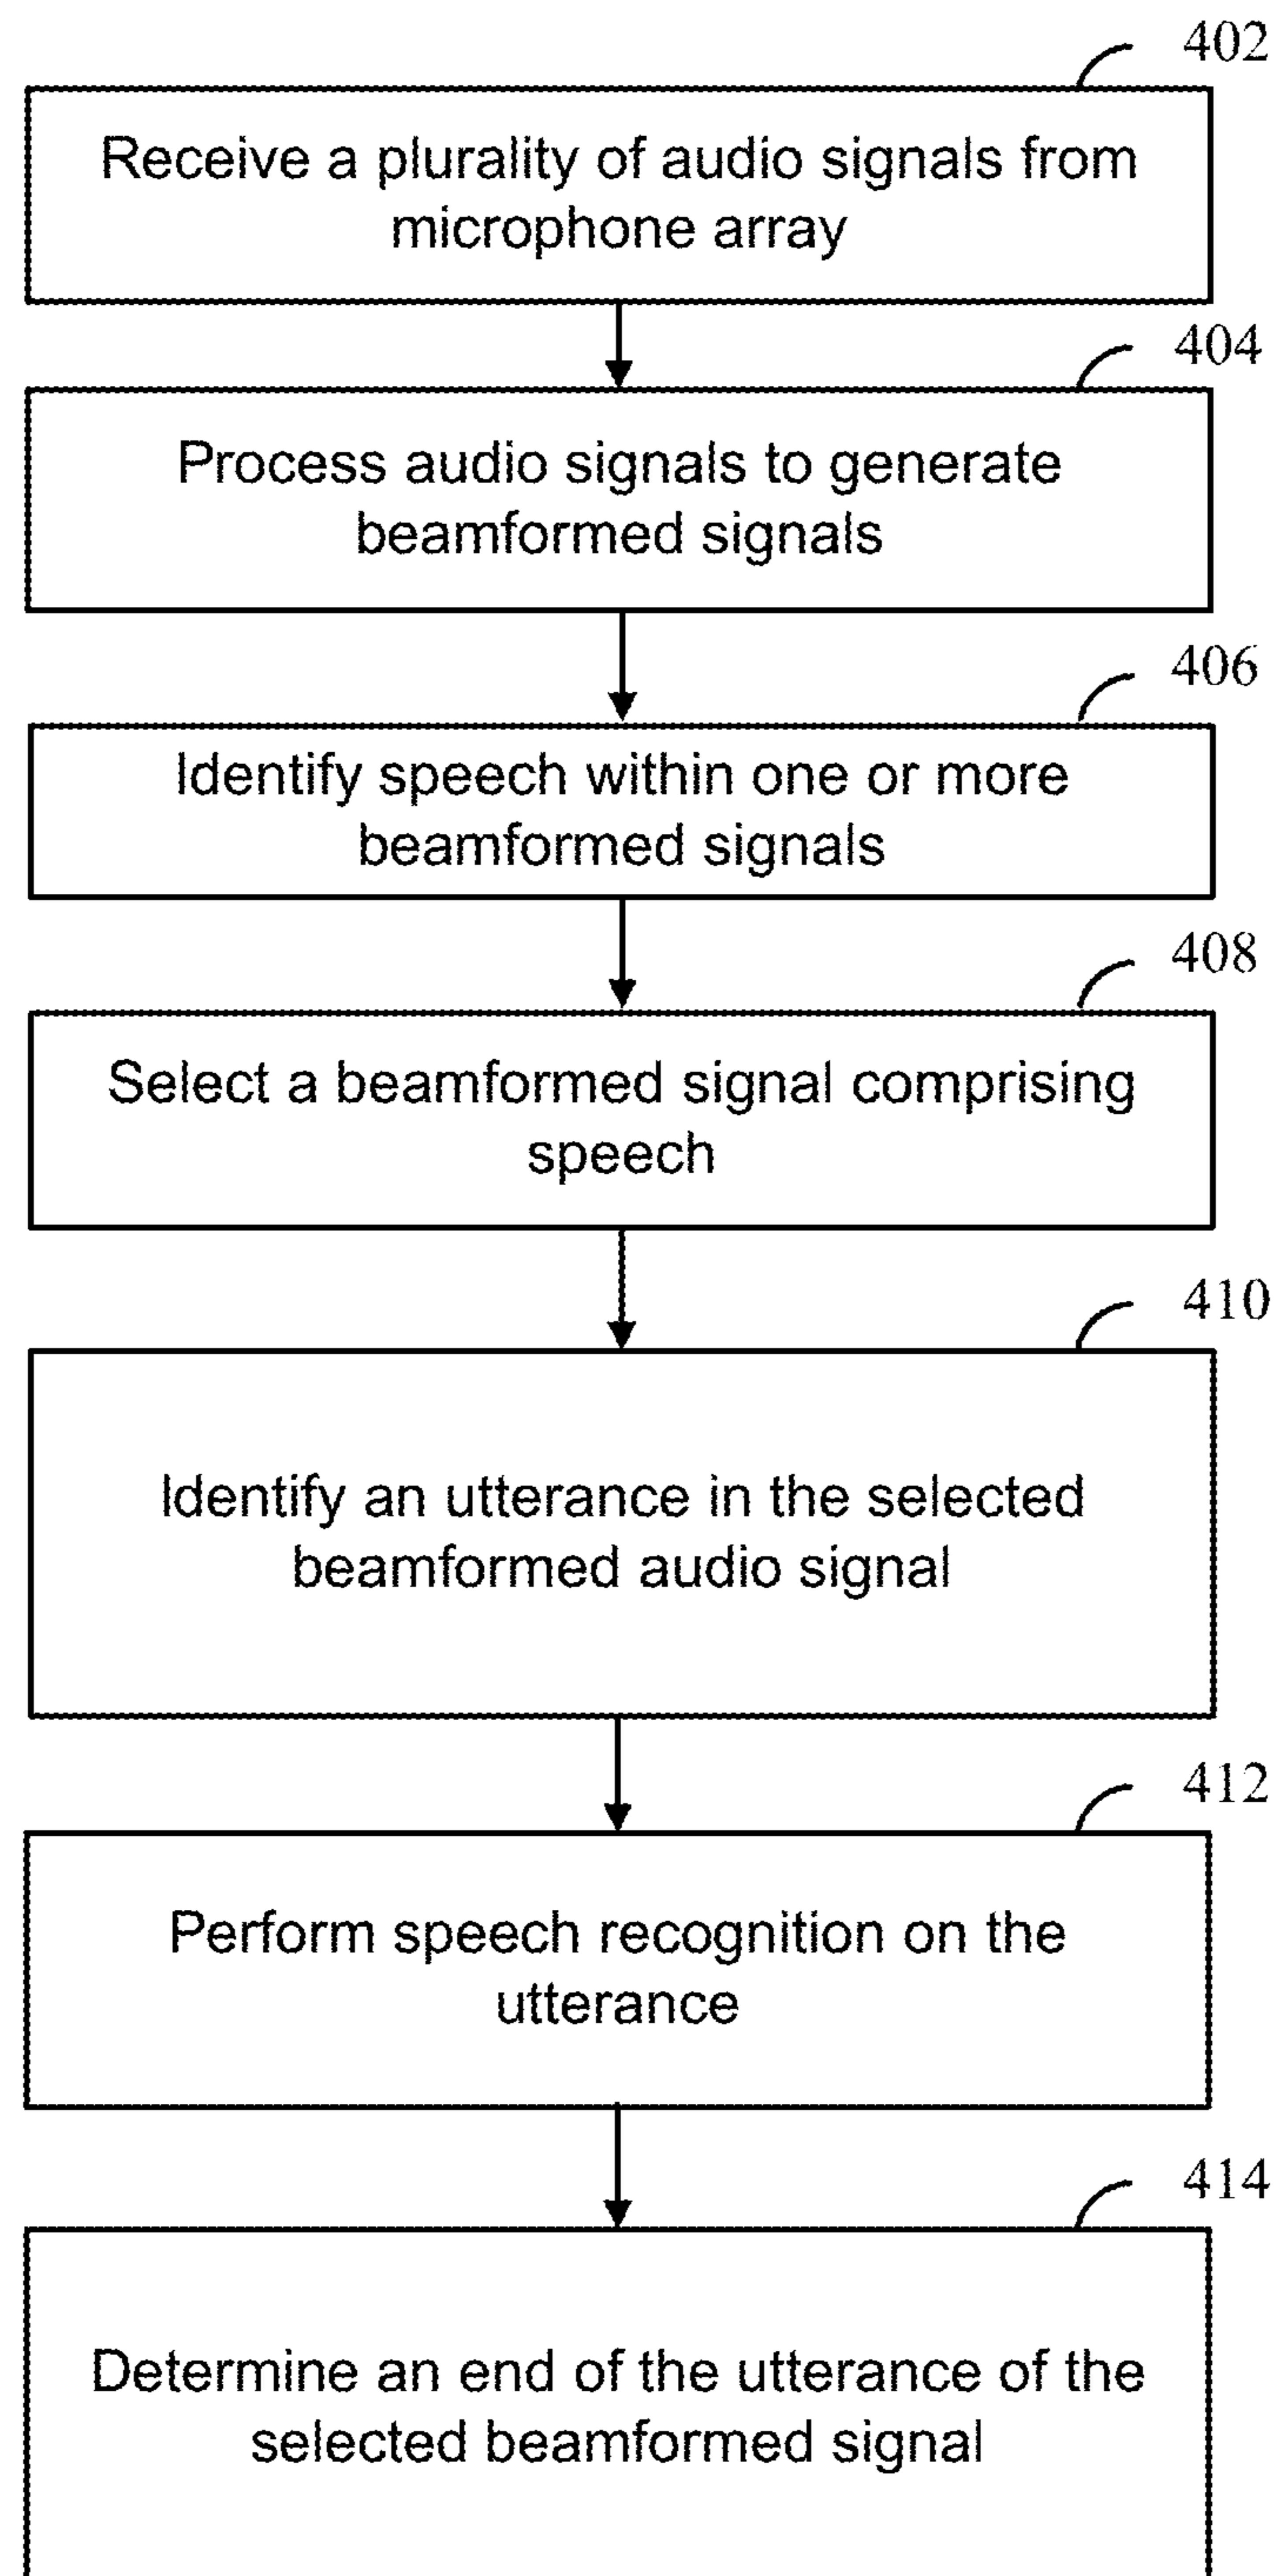 402
Receive a plurality of audio signals from
microphone array
404
Process audio signals to generate
beamformed signals
406
Identify speech within one or more
beamformed signals
408
Select a beamformed signal comprising
speech
410
Identify an utterance in the selected
beamformed audio signal
412
Perform speech recognition on the
utterance
414
Determine an end of the utterance of the
selected beamformed signal